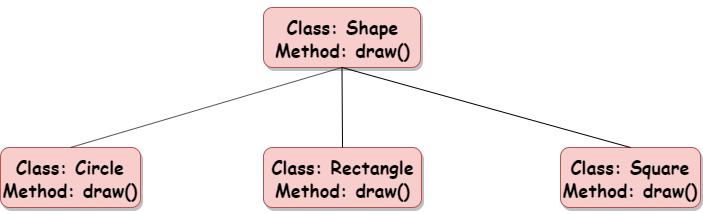 Class: Shape
Method: draw()
Class: Circle
Method: draw()
Class: Rectangle
Method: draw()
Class: Square
Method: draw()